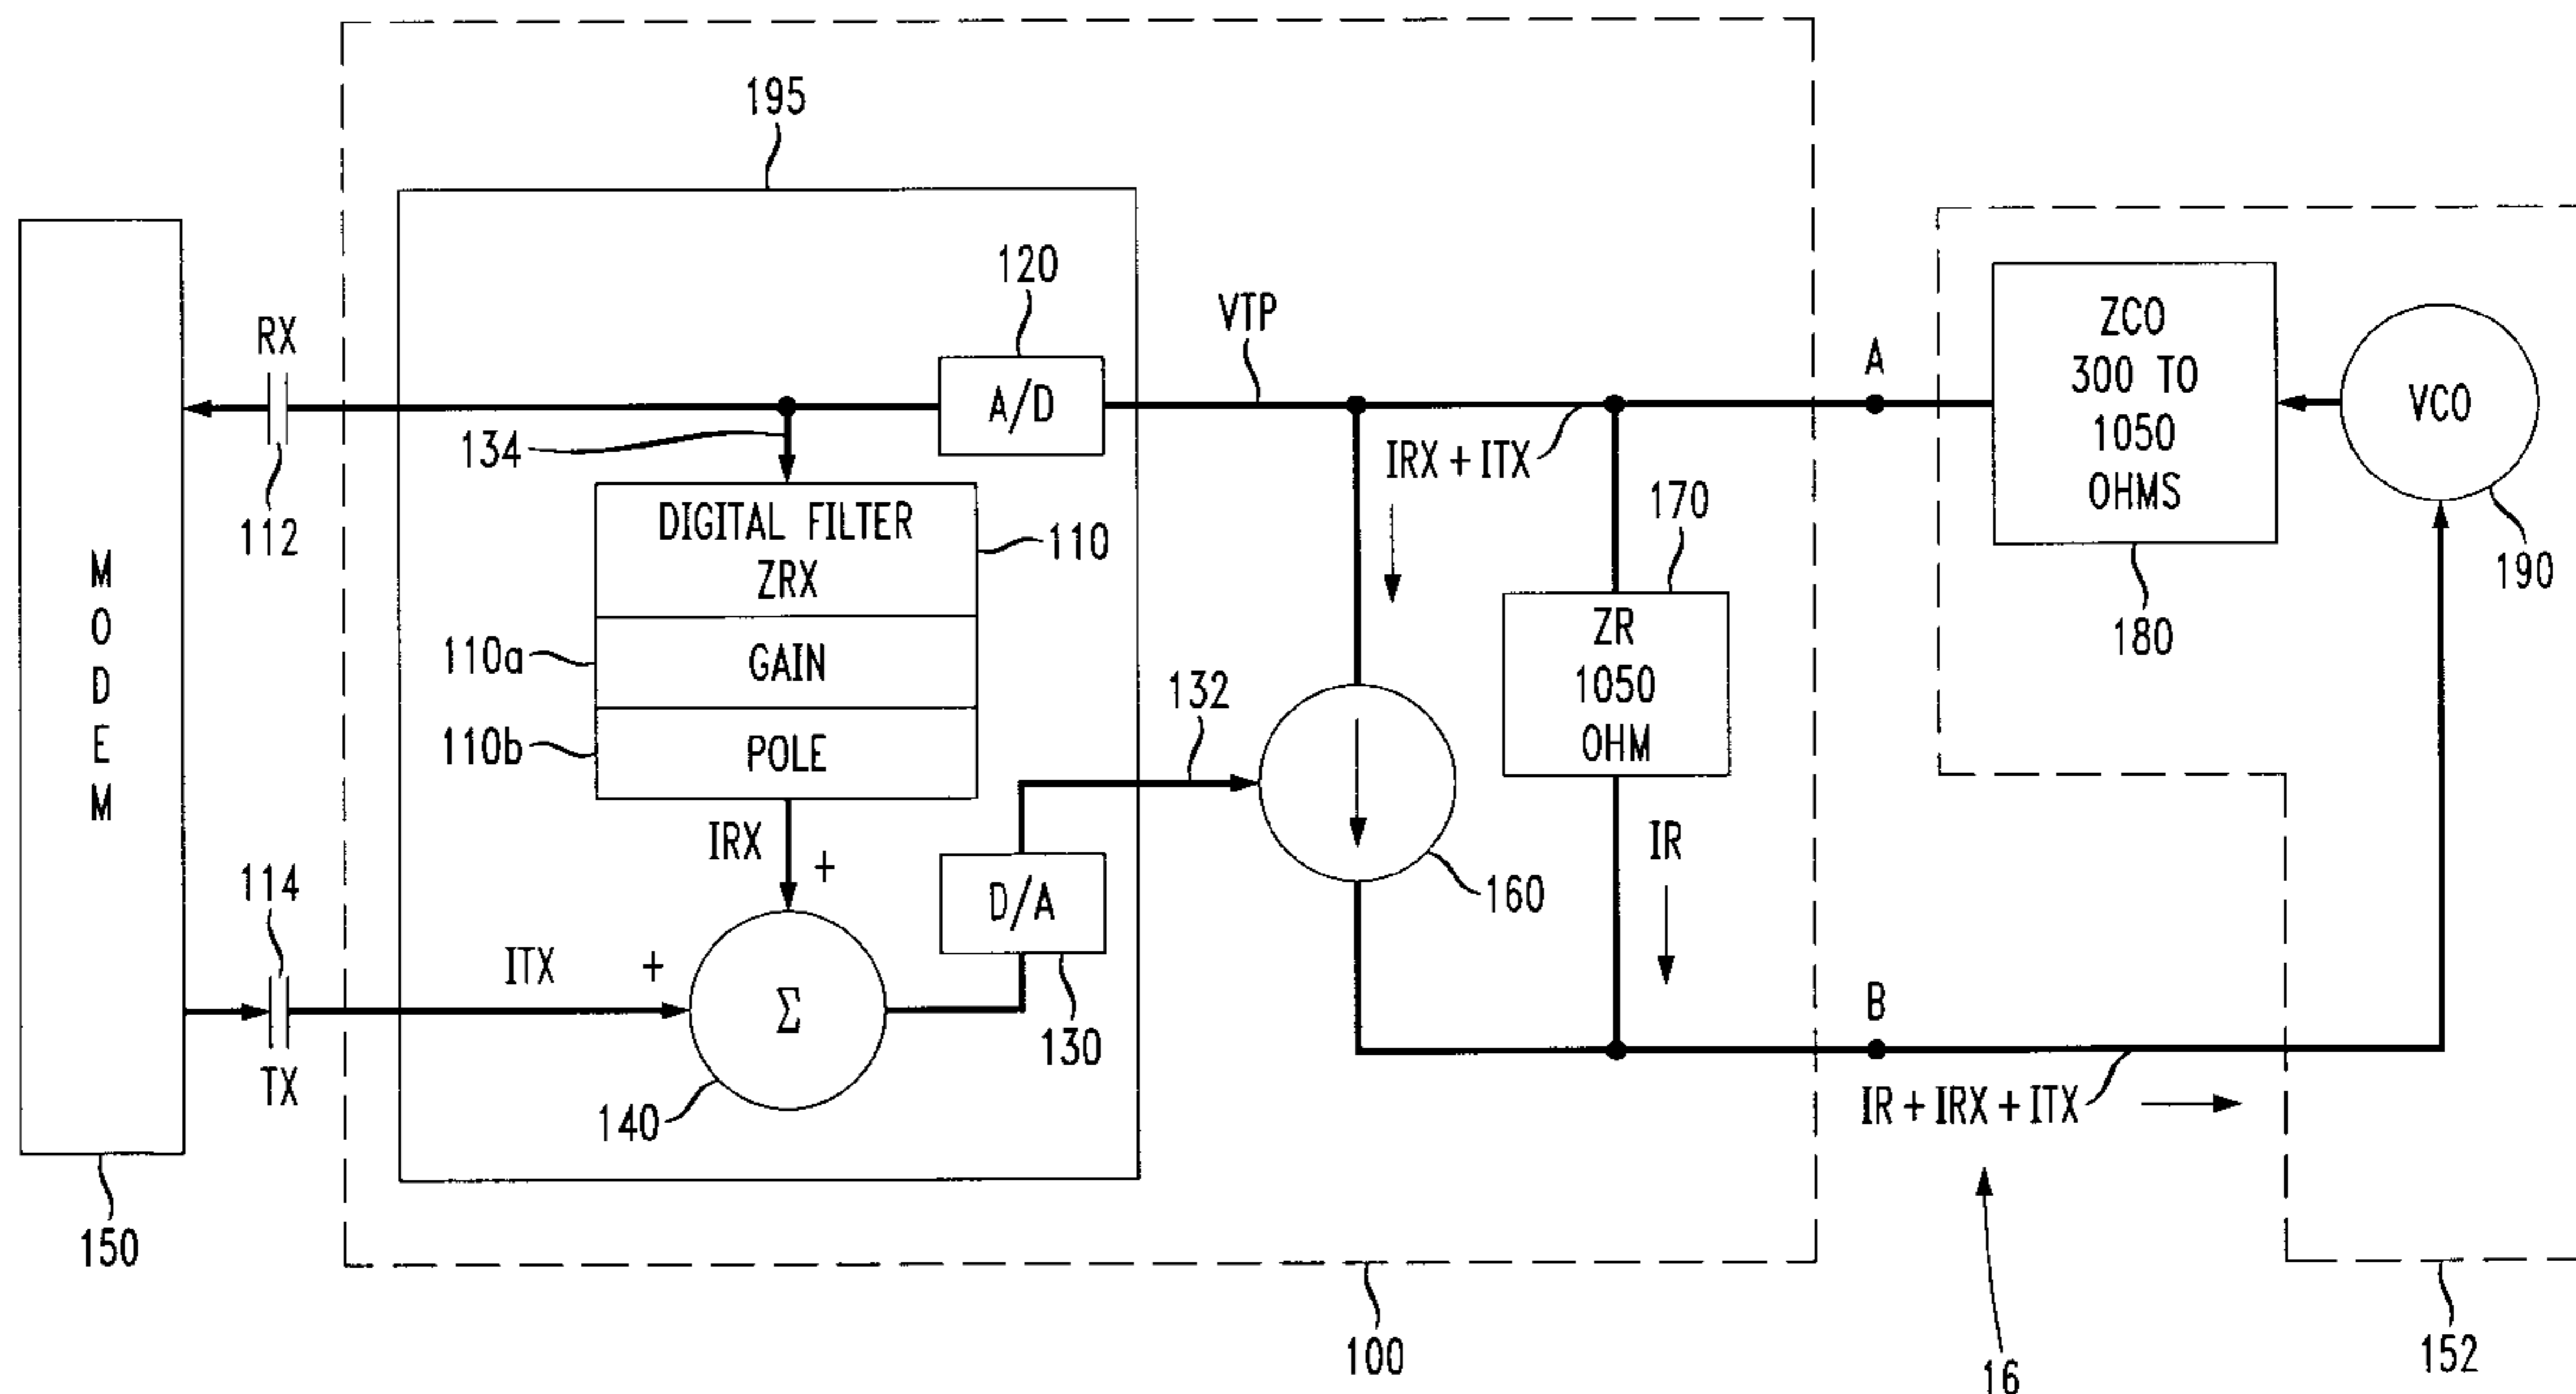 195
120
VTP
RX
A
ZCO
300 TO
1050
OHMS
VCO
A/D
134
IRX + ITX
170
112
DIGITAL FILTER
ZRX
110
190
MODEM
ZR
1050
OHM
180
110a
GAIN
132
110b
POLE
IRX
+
IR
114
D/A
160
ITX
+
Σ
B
TX
130
140
IR + IRX + ITX
150
100
16
152